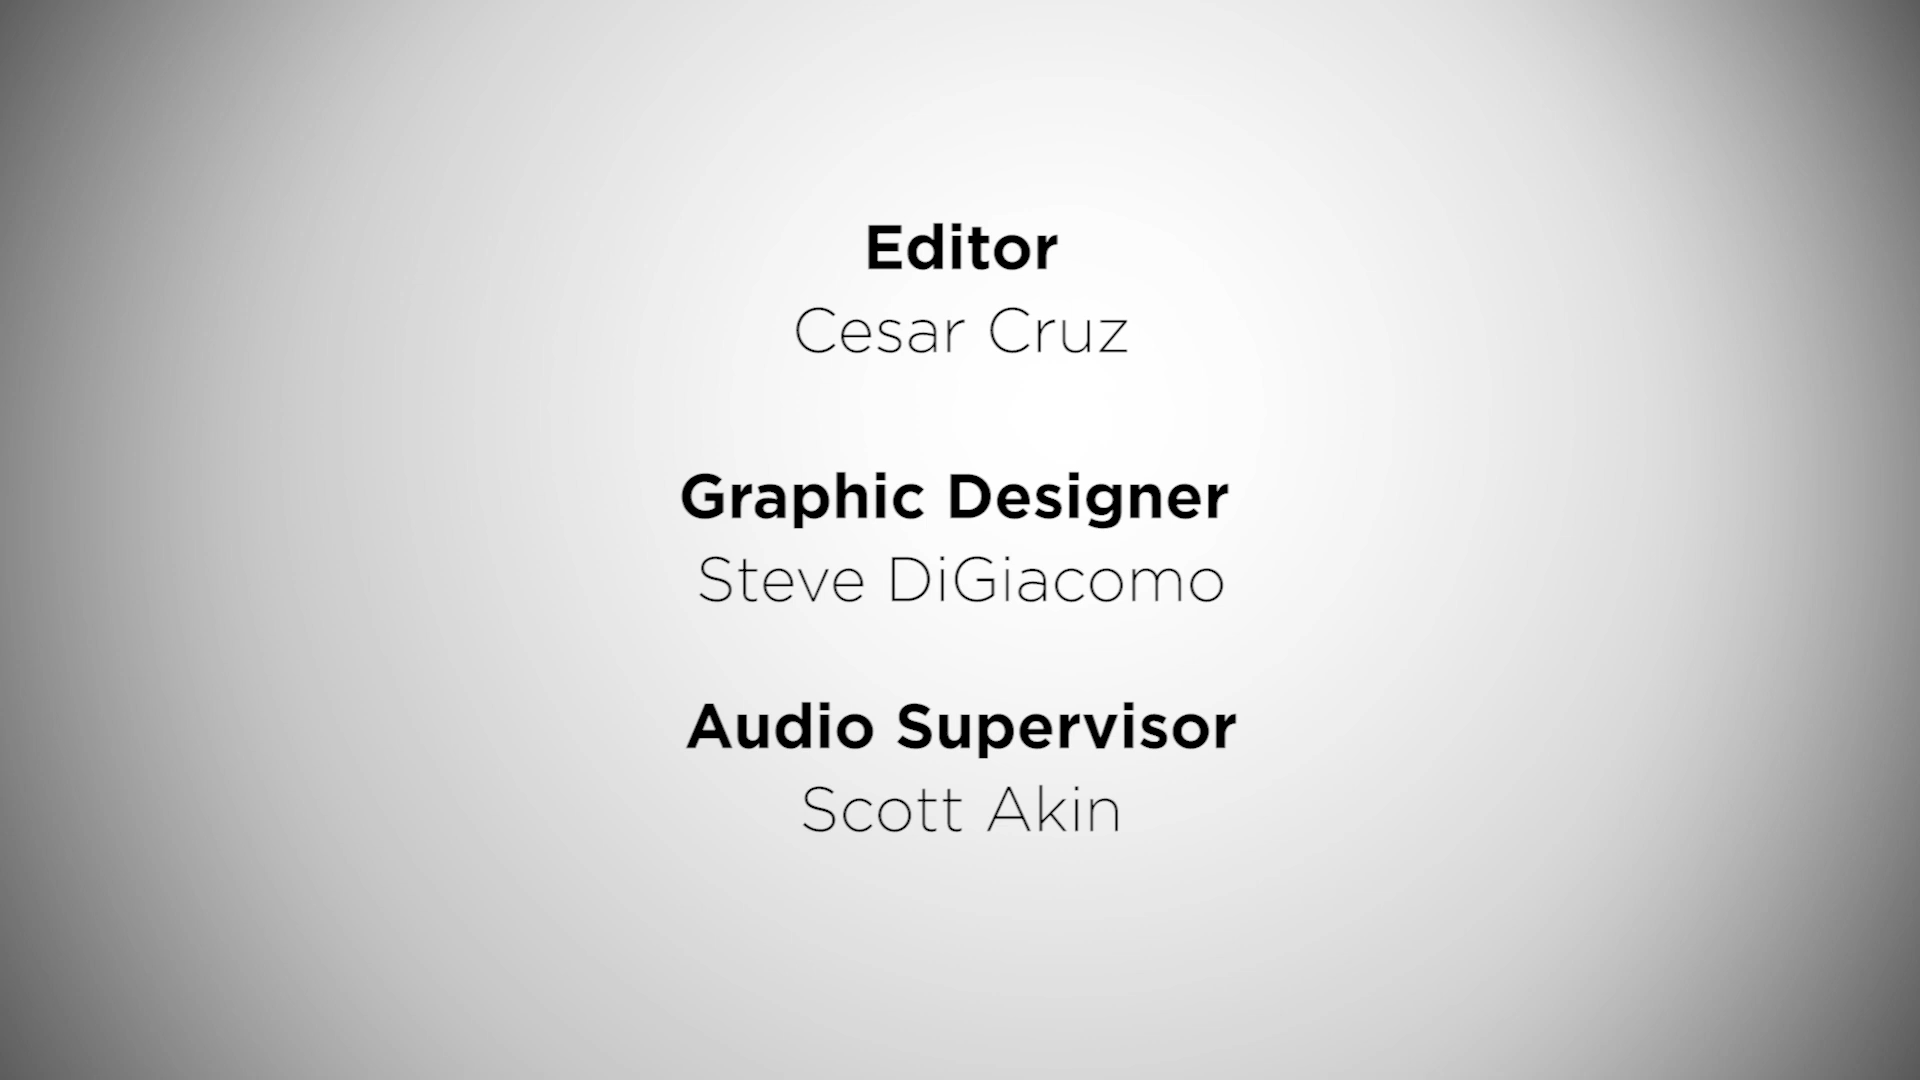 Editor
Cesar Cruz
Graphic Designer
Steve DiGiacomo
Audio Supervisor
Scott Akin